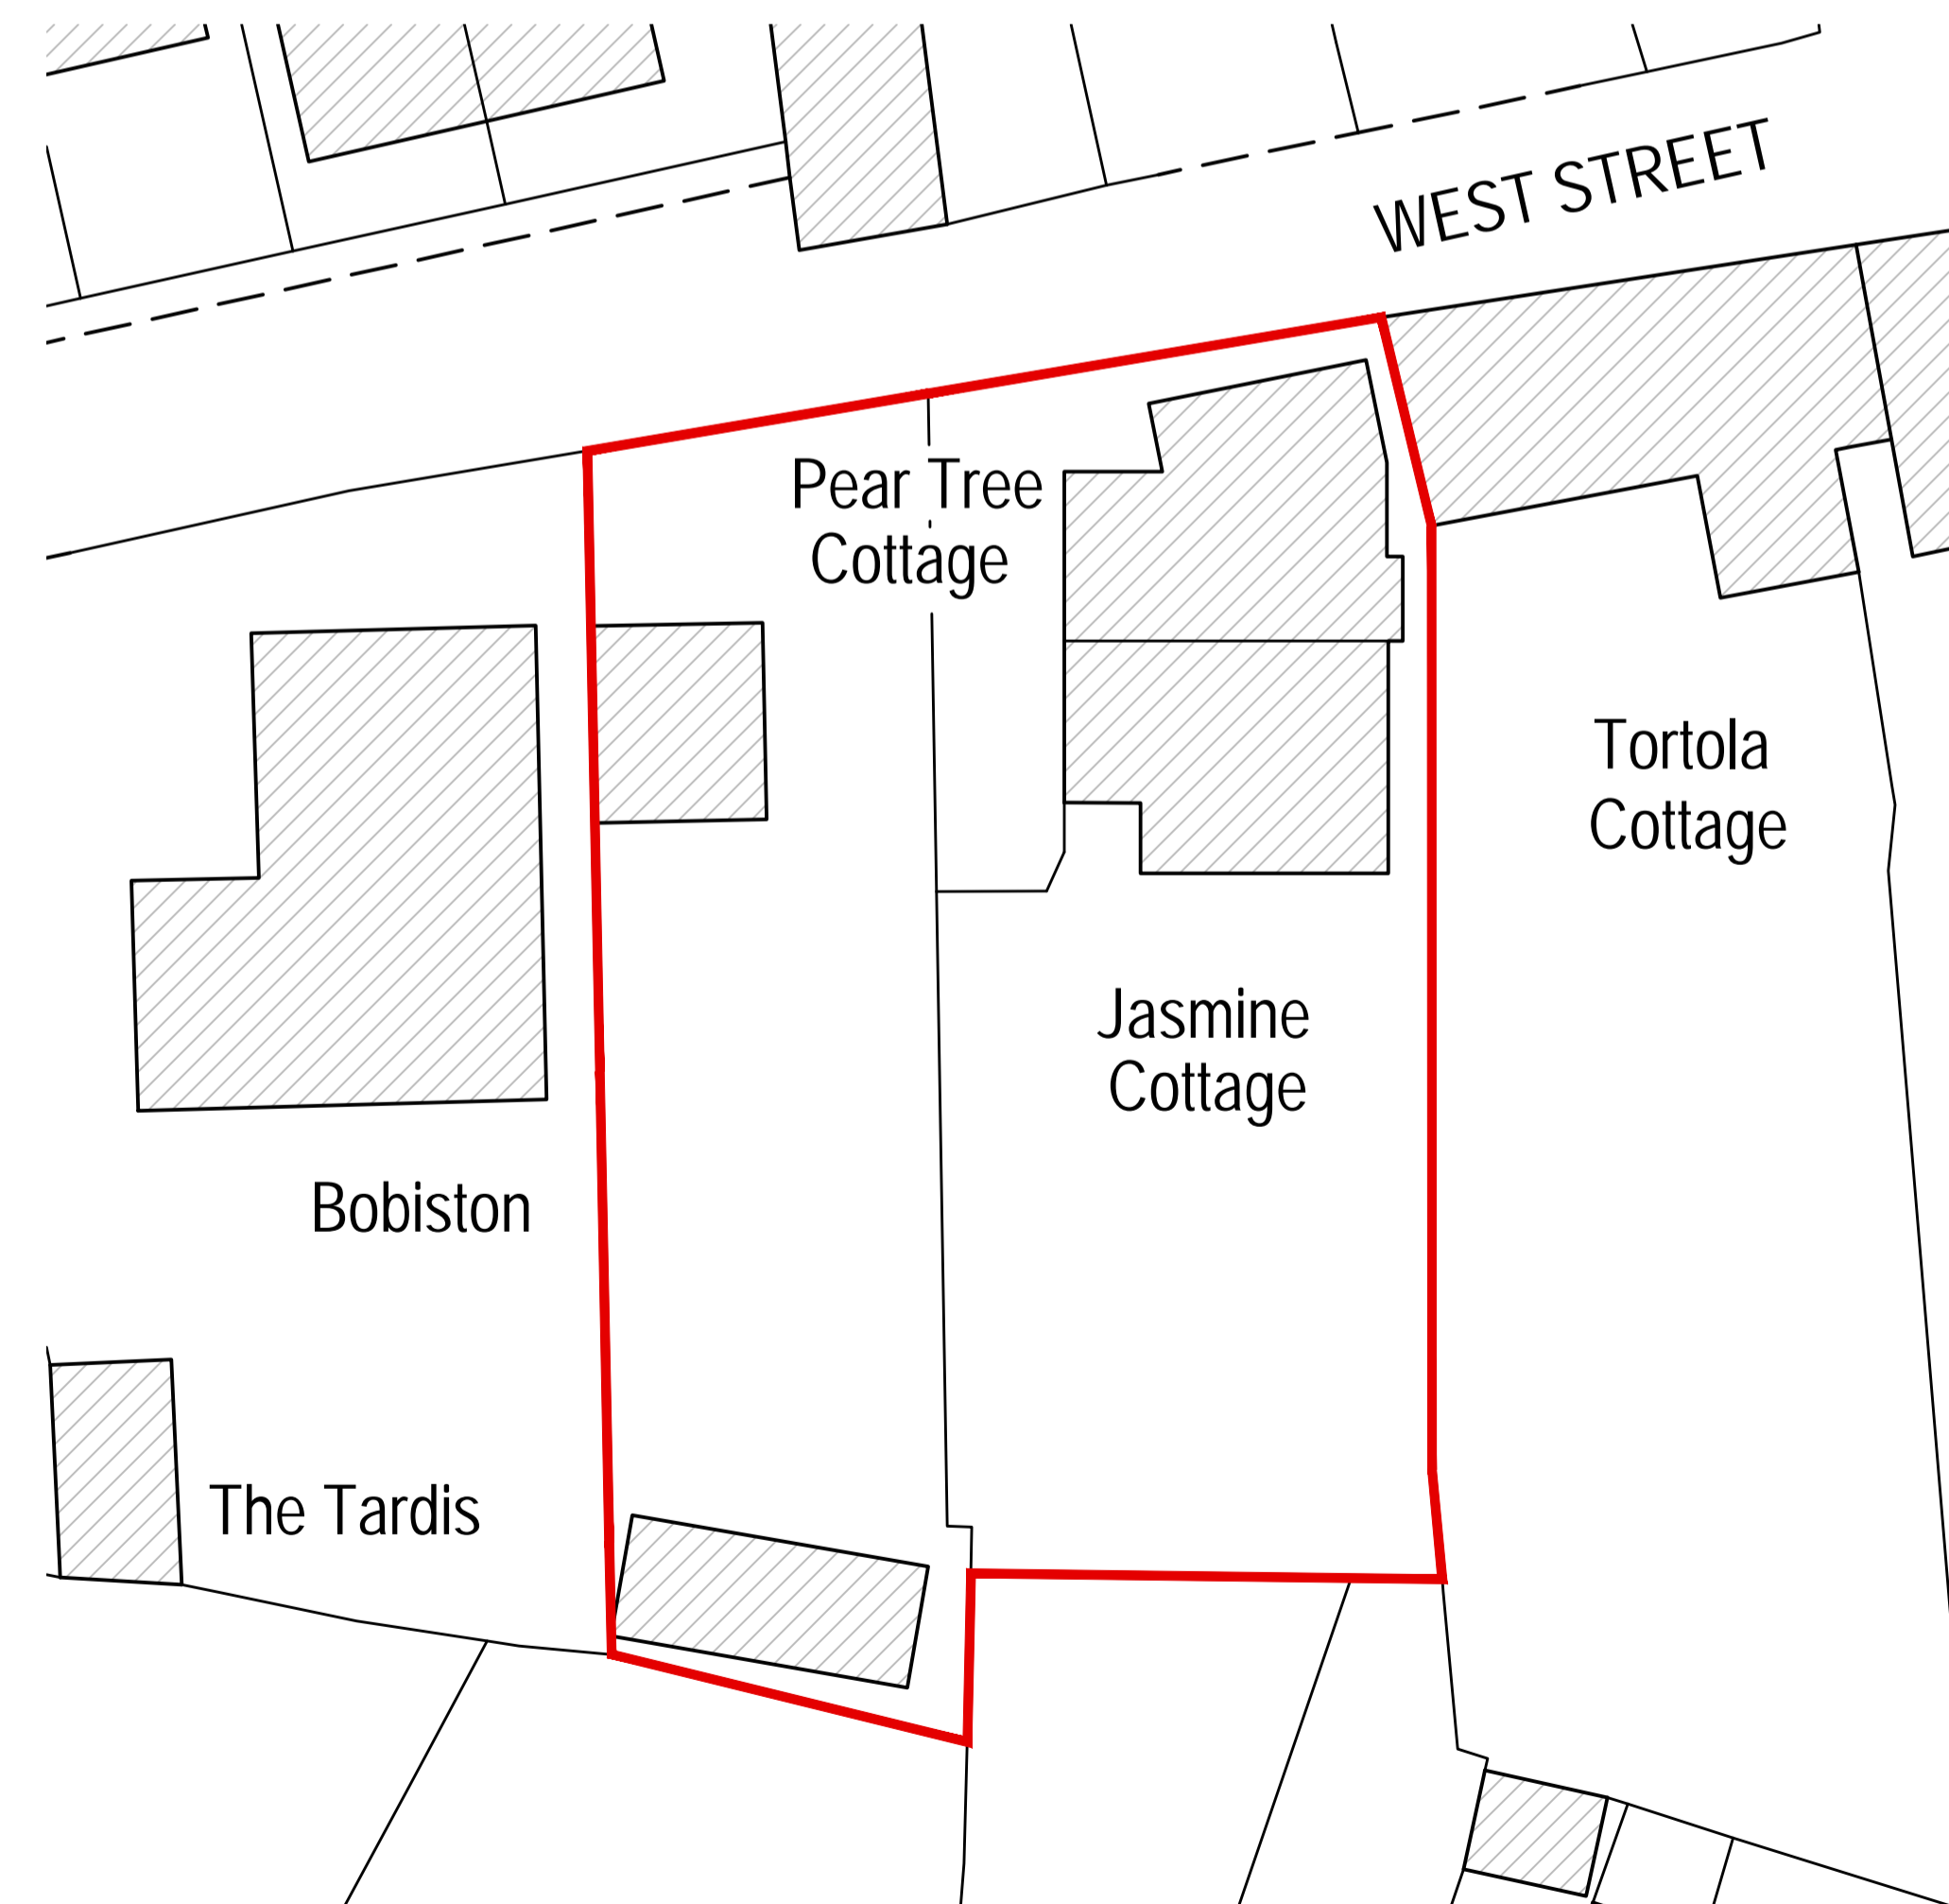 WEST STREET
Pear Tree
Cottage
Tortola
Cottage
Jasmine
Cottage
Bobiston
The Tardis